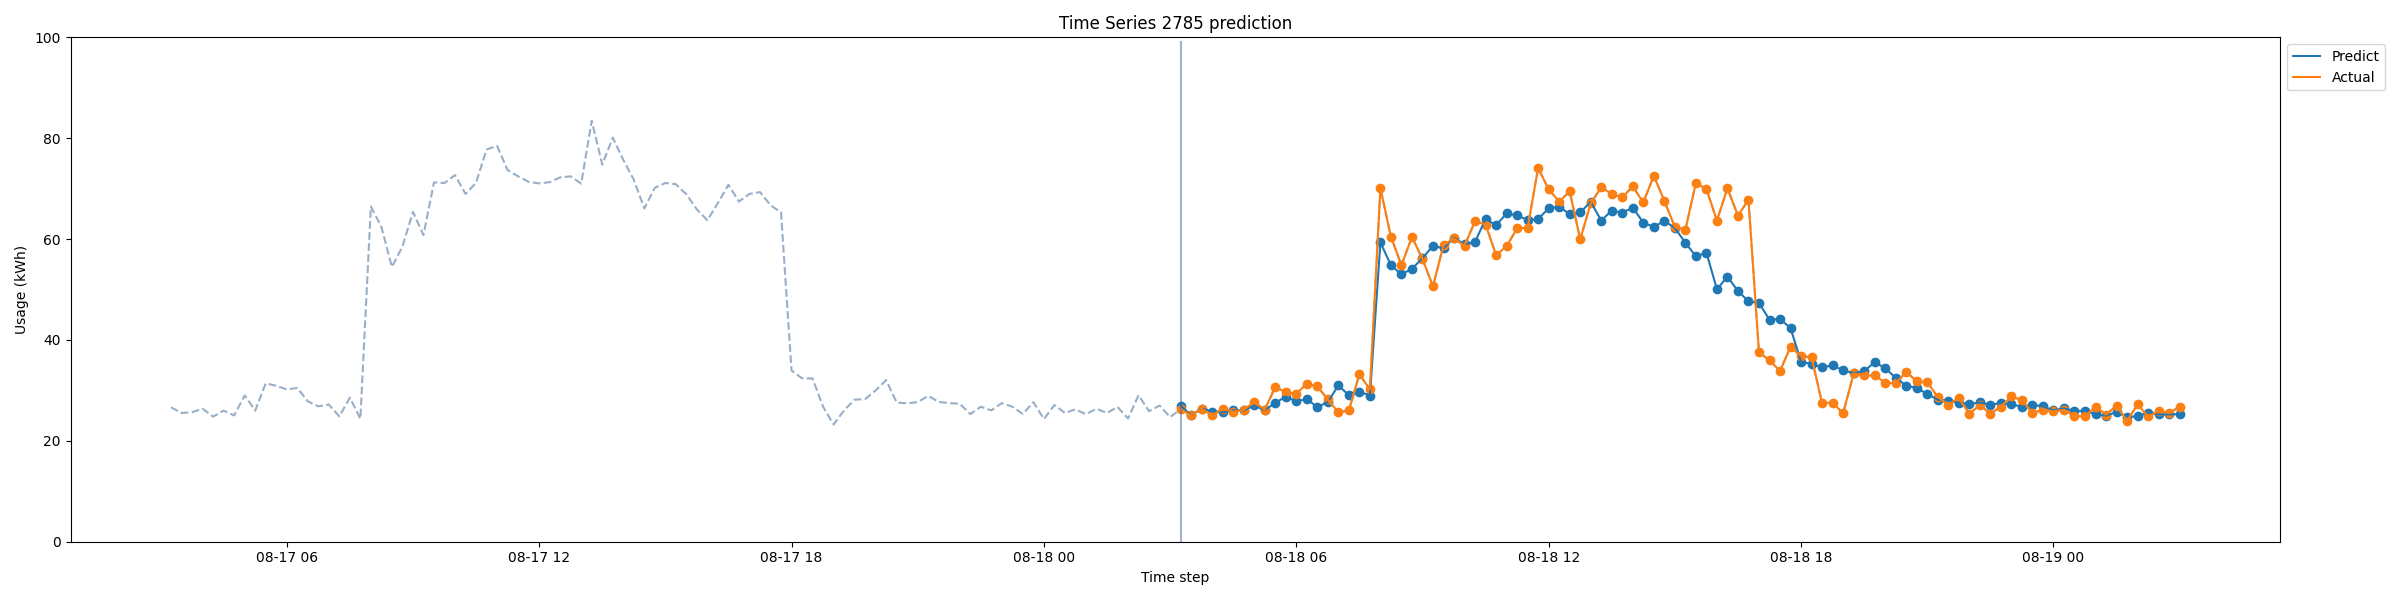 Time Series 2785 prediction
Predict
Actual
100
80
60
40
20
0
Usage (kWh)
08-17 06
08-17 12
08-17 18
08-18 00
08-18 06
08-18 12
08-18 18
08-19 00
Time step